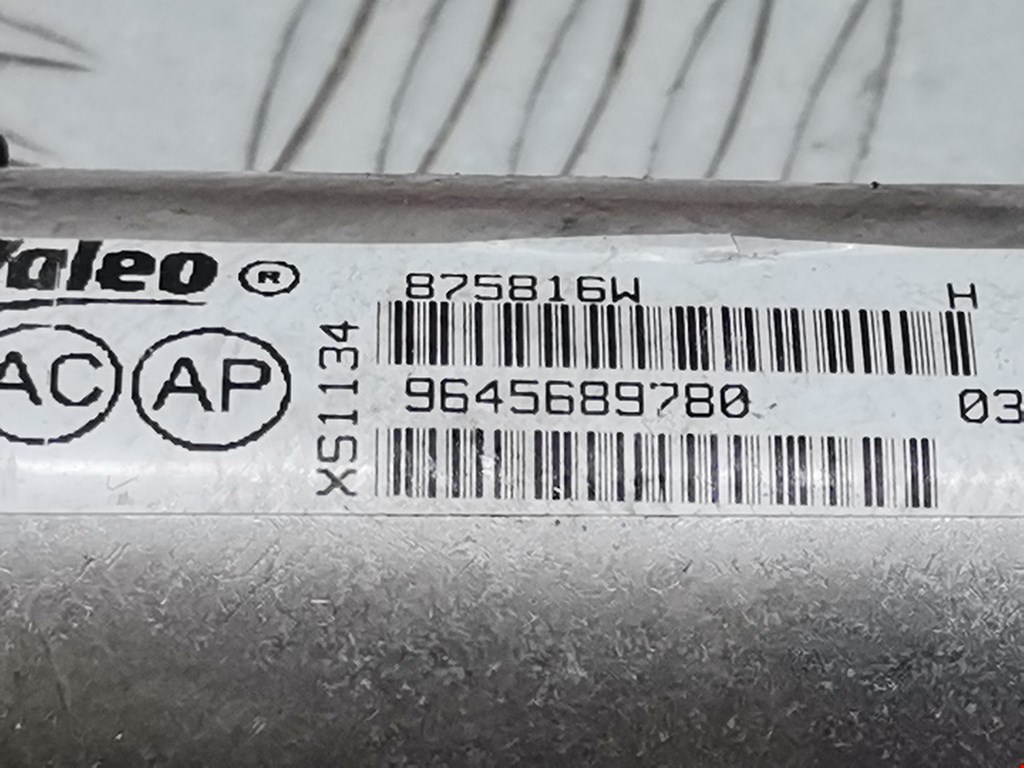 Valeo ®
875816W H
AC AP
XS1134
9645689780 03